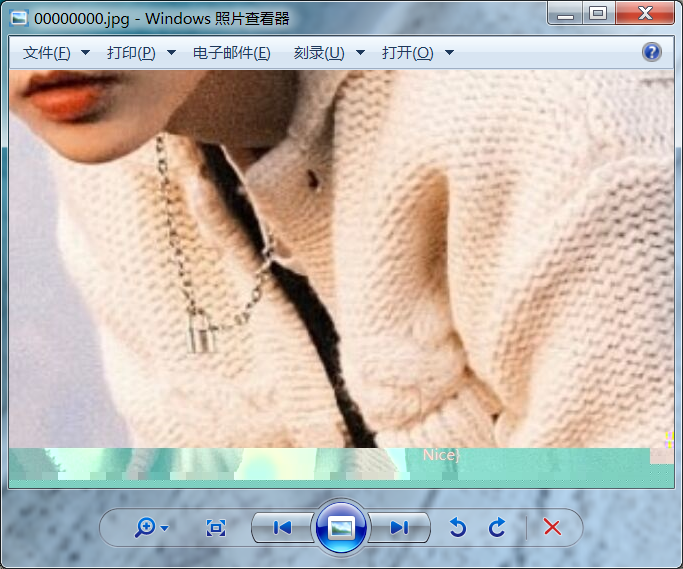 00000000.jpg - Windows 照片查看器
文件(F) 打印(P) 电子邮件(E) 刻录(U) 打开(O)
Nice}